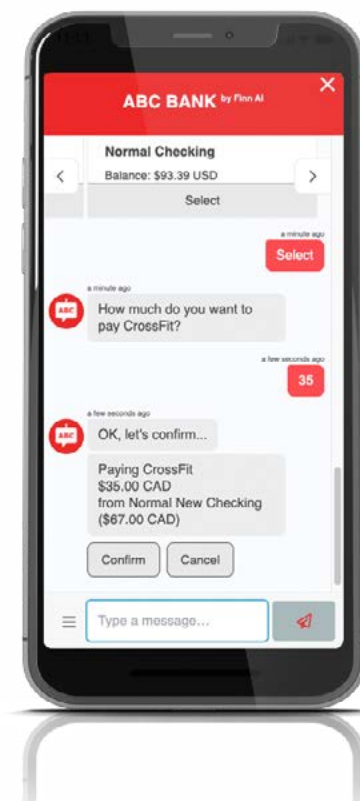 ABC BANK by Finn AI
Normal Checking
Balance: $93.39 USD
Select
a minute ago
Select
a minute ago
ABC
How much do you want to
pay CrossFit?
a few seconds ago
35
a few seconds ago
ABC
OK, let's confirm...
Paying CrossFit
$35.00 CAD
from Normal New Checking
($67.00 CAD)
Confirm Cancel
Type a message...